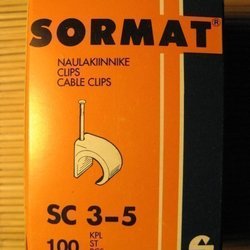 SORMAT®
NAULAKIINNIKE
CLIPS
CABLE CLIPS
SC 3-5
100 KPL
ST.